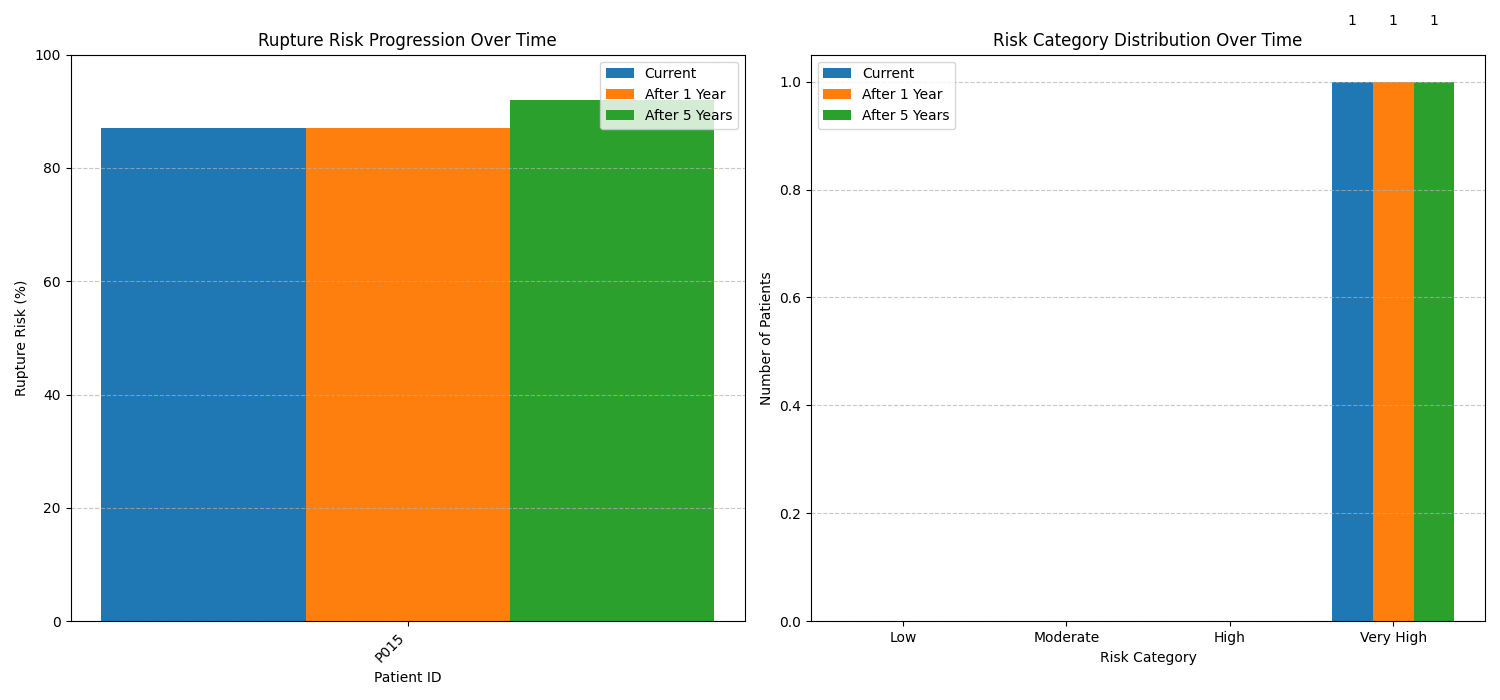 Rupture Risk Progression Over Time
100
80
60
40
20
0
Rupture Risk (%)
Current
After 1 Year
After 5 Years
P015
Patient ID
1 1 1
Risk Category Distribution Over Time
1.0
0.8
0.6
0.4
0.2
0.0
Number of Patients
Current
After 1 Year
After 5 Years
Low Moderate High Very High
Risk Category